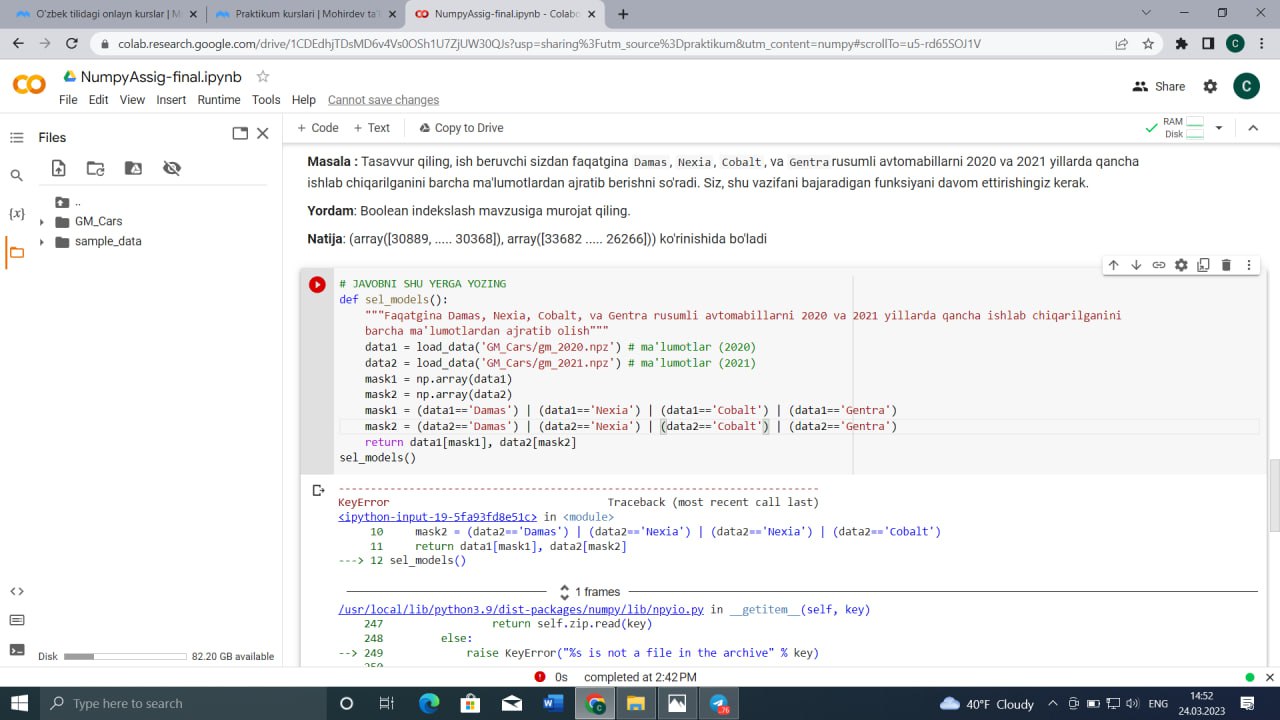 O'zbek tilidagi onlayn kurslar | M
Praktikum kurslari | Mohirdev ta'l
NumpyAssig-final.ipynb - Colabo
colab.research.google.com/drive/1CDEdhjTDsMD6v4Vs0OSh1U7ZjUW30QJs?usp=sharing%3Futm_source%3Dpraktikum&utm_content=numpy#scrollTo=u5-rd65SOJ1V
C
NumpyAssig-final.ipynb
File Edit View Insert Runtime Tools Help Cannot save changes
Share
C
Files
+ Code + Text Copy to Drive
RAM
Disk
..
GM_Cars
sample_data
{x}
Masala : Tasavvur qiling, ish beruvchi sizdan faqatgina Damas, Nexia, Cobalt, va Gentra rusumli avtomabillarni 2020 va 2021 yillarda qancha
ishlab chiqarilganini barcha ma'lumotlardan ajratib berishni so'radi. Siz, shu vazifani bajaradigan funksiyani davom ettirishingiz kerak.
Yordam: Boolean indekslash mavzusiga murojat qiling.
Natija: (array([30889, ..... 30368]), array([33682 ..... 26266])) ko'rinishida bo'ladi
# JAVOBNI SHU YERGA YOZING
def sel_models():
"""Faqatgina Damas, Nexia, Cobalt, va Gentra rusumli avtomabillarni 2020 va 2021 yillarda qancha ishlab chiqarilganini
barcha ma'lumotlardan ajratib olish"""
data1 = load_data('GM_Cars/gm_2020.npz') # ma'lumotlar (2020)
data2 = load_data('GM_Cars/gm_2021.npz') # ma'lumotlar (2021)
mask1 = np.array(data1)
mask2 = np.array(data2)
mask1 = (data1=='Damas') | (data1=='Nexia') | (data1=='Cobalt') | (data1=='Gentra')
mask2 = (data2=='Damas') | (data2=='Nexia') | (data2=='Cobalt') | (data2=='Gentra')
return data1[mask1], data2[mask2]
sel_models()
---------------------------------------------------------------------------
KeyError Traceback (most recent call last)
<ipython-input-19-5fa93fd8e51c> in <module>
10 mask2 = (data2=='Damas') | (data2=='Nexia') | (data2=='Nexia') | (data2=='Cobalt')
11 return data1[mask1], data2[mask2]
---> 12 sel_models()
1 frames
/usr/local/lib/python3.9/dist-packages/numpy/lib/npyio.py in __getitem__(self, key)
247 return self.zip.read(key)
248 else:
--> 249 raise KeyError("%s is not a file in the archive" % key)
Disk 82.20 GB available
0s completed at 2:42 PM
Type here to search
76
40°F Cloudy
ENG
14:52
24.03.2023